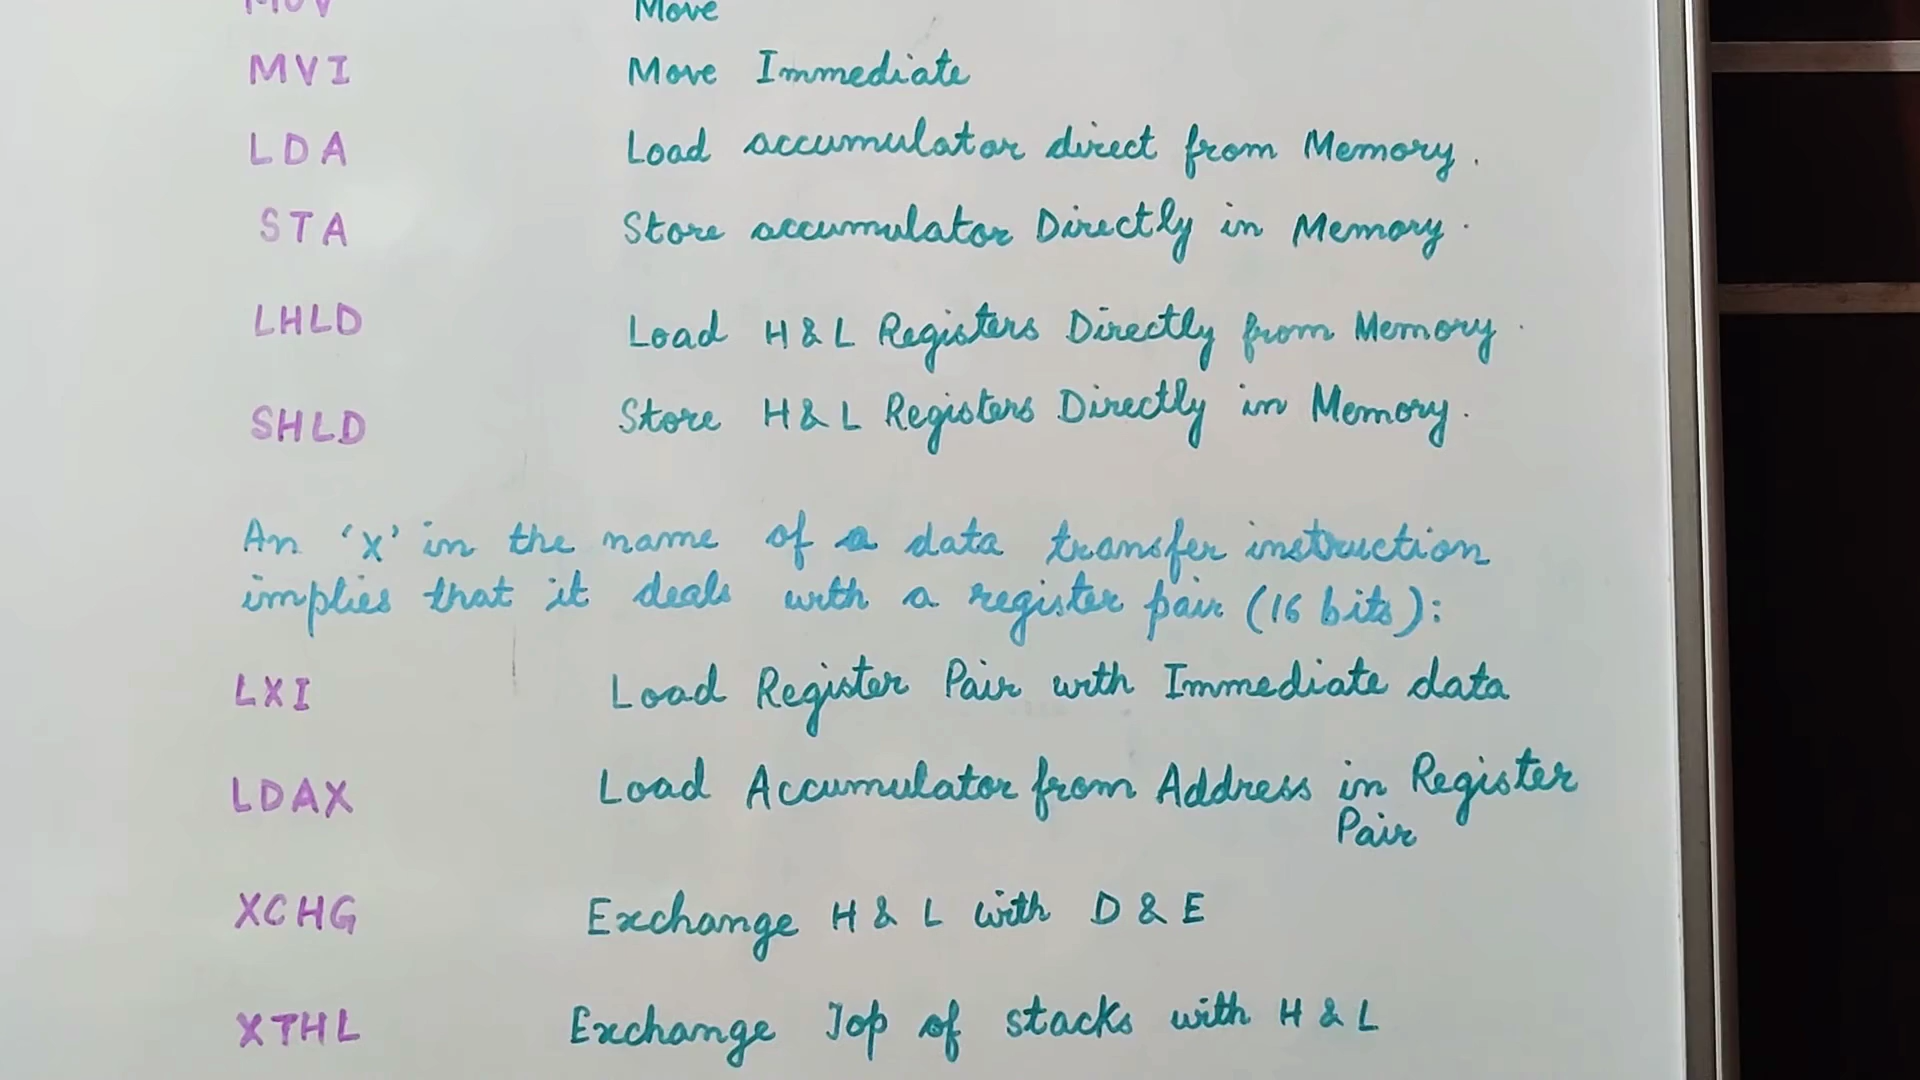 MOV Move
MVI Move Immediate
LDA Load accumulator direct from Memory.
STA Store accumulator Directly in Memory.
LHLD Load H & L Registers Directly from Memory.
SHLD Store H & L Registers Directly in Memory.
An 'X' in the name of a data transfer instruction
implies that it deals with a register pair (16 bits):
LXI Load Register Pair with Immediate data
LDAX Load Accumulator from Address in Register
Pair
XCHG Exchange H & L with D & E
XTHL Exchange Top of stacks with H & L